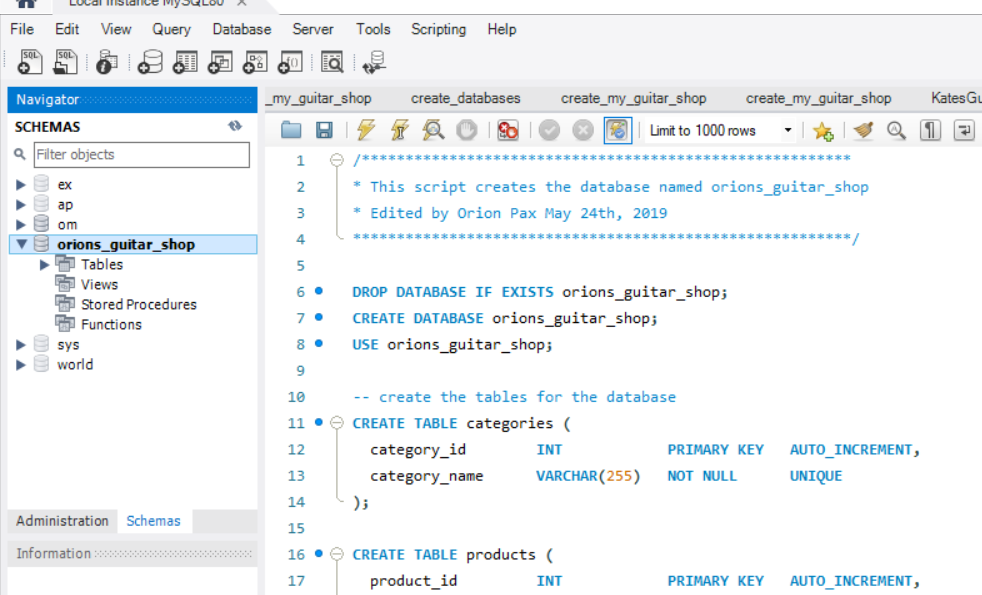 Local instance MySQL80 ×
File Edit View Query Database Server Tools Scripting Help
Navigator
SCHEMAS
Filter objects
ex
ap
om
orions_guitar_shop
Tables
Views
Stored Procedures
Functions
sys
world
Administration Schemas
Information
_my_guitar_shop create_databases create_my_guitar_shop create_my_guitar_shop KatesGu
Limit to 1000 rows
1 /********************************************************
2 * This script creates the database named orions_guitar_shop
3 * Edited by Orion Pax May 24th, 2019
4 *********************************************************/
5
6 DROP DATABASE IF EXISTS orions_guitar_shop;
7 CREATE DATABASE orions_guitar_shop;
8 USE orions_guitar_shop;
9
10 -- create the tables for the database
11 CREATE TABLE categories (
12 category_id INT PRIMARY KEY AUTO_INCREMENT,
13 category_name VARCHAR(255) NOT NULL UNIQUE
14 );
15
16 CREATE TABLE products (
17 product_id INT PRIMARY KEY AUTO_INCREMENT,